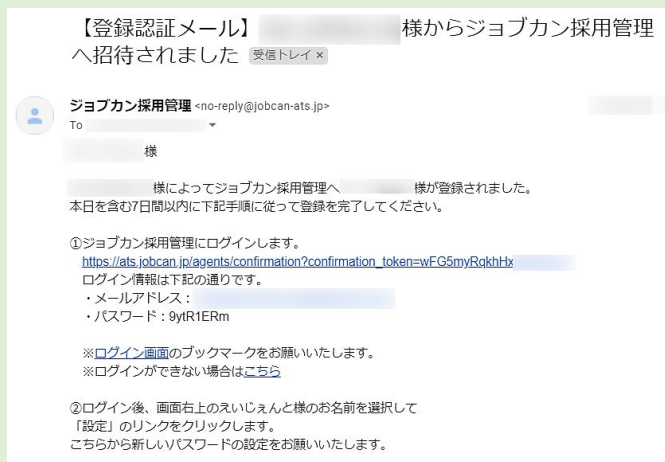 【登録認証メール】 様からジョブカン採用管理
へ招待されました 受信トレイ ×
ジョブカン採用管理 <no-reply@jobcan-ats.jp>
To
様
様によってジョブカン採用管理へ 様が登録されました。
本日を含む7日間以内に下記手順に従って登録を完了してください。
①ジョブカン採用管理にログインします。
https://ats.jobcan.jp/agents/confirmation?confirmation_token=wFG5myRqkhHx
ログイン情報は下記の通りです。
・メールアドレス：
・パスワード：9ytR1ERm
※ログイン画面のブックマークをお願いいたします。
※ログインができない場合はこちら
②ログイン後、画面右上のえいじぇんと様のお名前を選択して
「設定」のリンクをクリックします。
こちらから新しいパスワードの設定をお願いいたします。